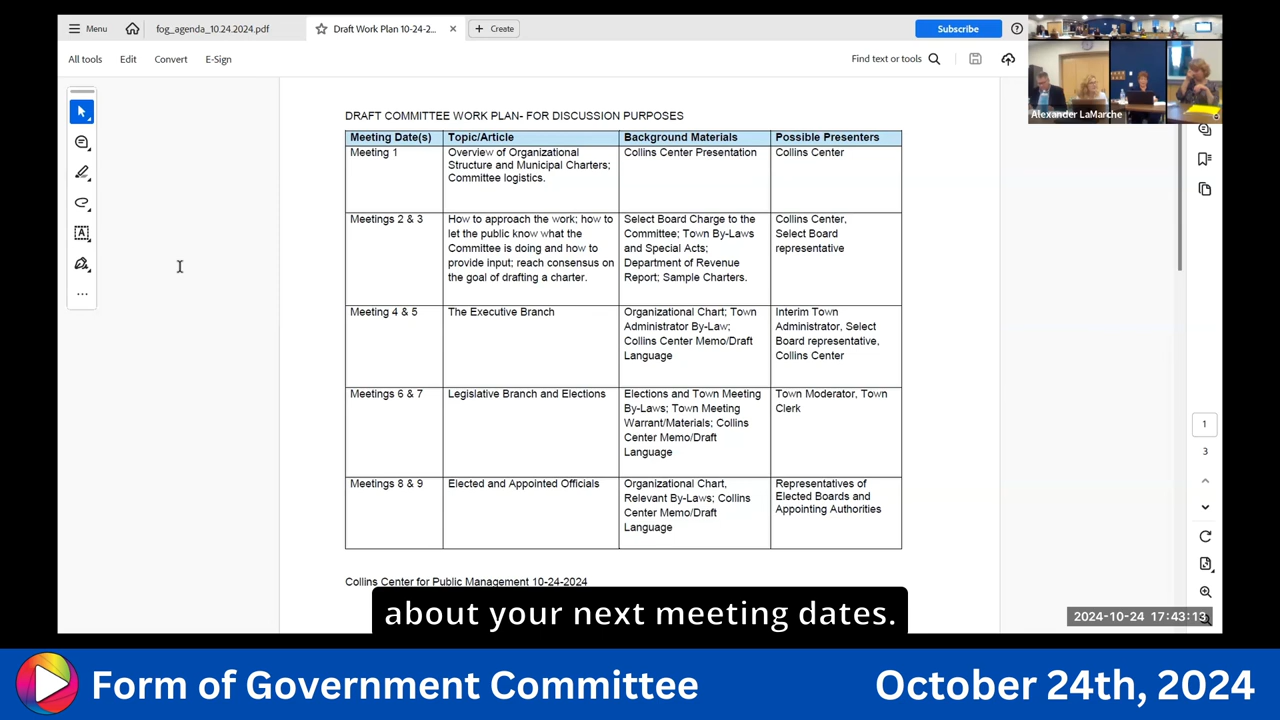 Menu
fog_agenda_10.24.2024.pdf
Draft Work Plan 10-24-2...
Create
Subscribe
All tools
Edit
Convert
E-Sign
Find text or tools
Alexander LaMarche
DRAFT COMMITTEE WORK PLAN- FOR DISCUSSION PURPOSES
Meeting Date(s) Topic/Article Background Materials Possible Presenters
Meeting 1
Overview of Organizational
Structure and Municipal Charters;
Committee logistics.
Collins Center Presentation
Collins Center
Meetings 2 & 3
How to approach the work; how to
let the public know what the
Committee is doing and how to
provide input; reach consensus on
the goal of drafting a charter.
Select Board Charge to the
Committee; Town By-Laws
and Special Acts;
Department of Revenue
Report; Sample Charters.
Collins Center,
Select Board
representative
Meeting 4 & 5
The Executive Branch
Organizational Chart; Town
Administrator By-Law;
Collins Center Memo/Draft
Language
Interim Town
Administrator, Select
Board representative,
Collins Center
Meetings 6 & 7
Legislative Branch and Elections
Elections and Town Meeting
By-Laws; Town Meeting
Warrant/Materials; Collins
Center Memo/Draft
Language
Town Moderator, Town
Clerk
Meetings 8 & 9
Elected and Appointed Officials
Organizational Chart,
Relevant By-Laws; Collins
Center Memo/Draft
Language
Representatives of
Elected Boards and
Appointing Authorities
Collins Center for Public Management 10-24-2024
1
3
about your next meeting dates.
2024-10-24 17:43:13
Form of Government Committee
October 24th, 2024